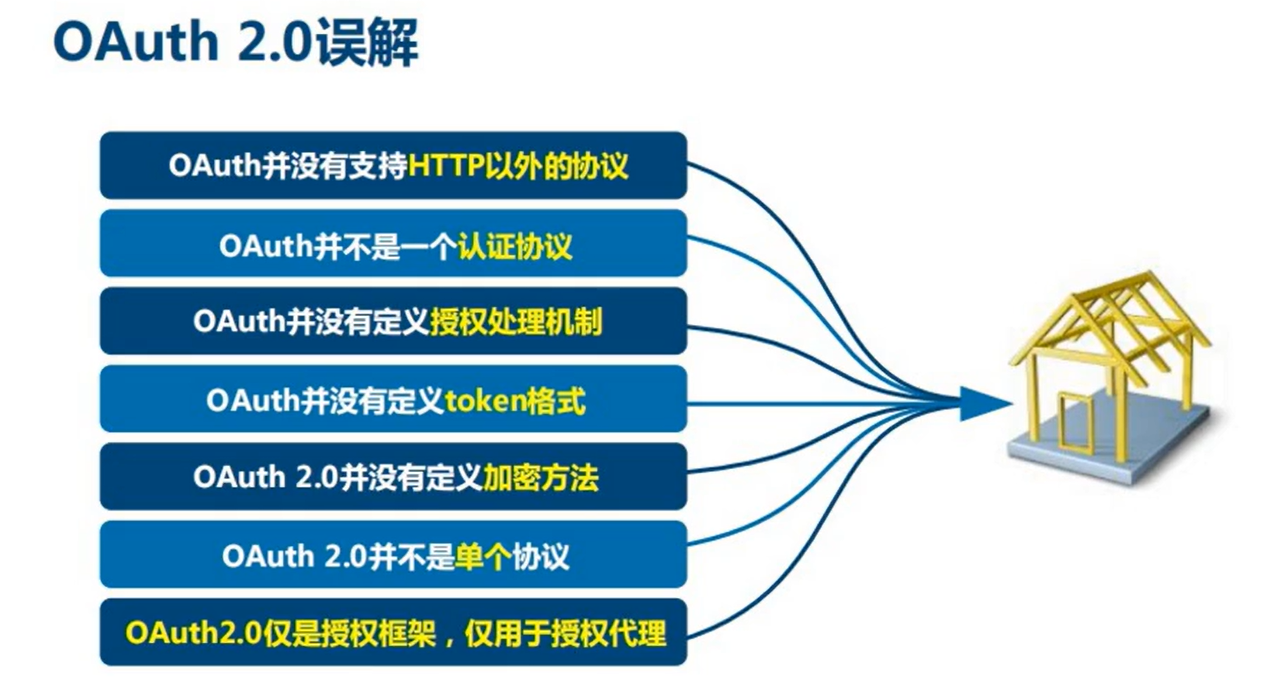 OAuth 2.0误解
OAuth并没有支持HTTP以外的协议
OAuth并不是一个认证协议
OAuth并没有定义授权处理机制
OAuth并没有定义token格式
OAuth 2.0并没有定义加密方法
OAuth 2.0并不是单个协议
OAuth2.0仅是授权框架，仅用于授权代理